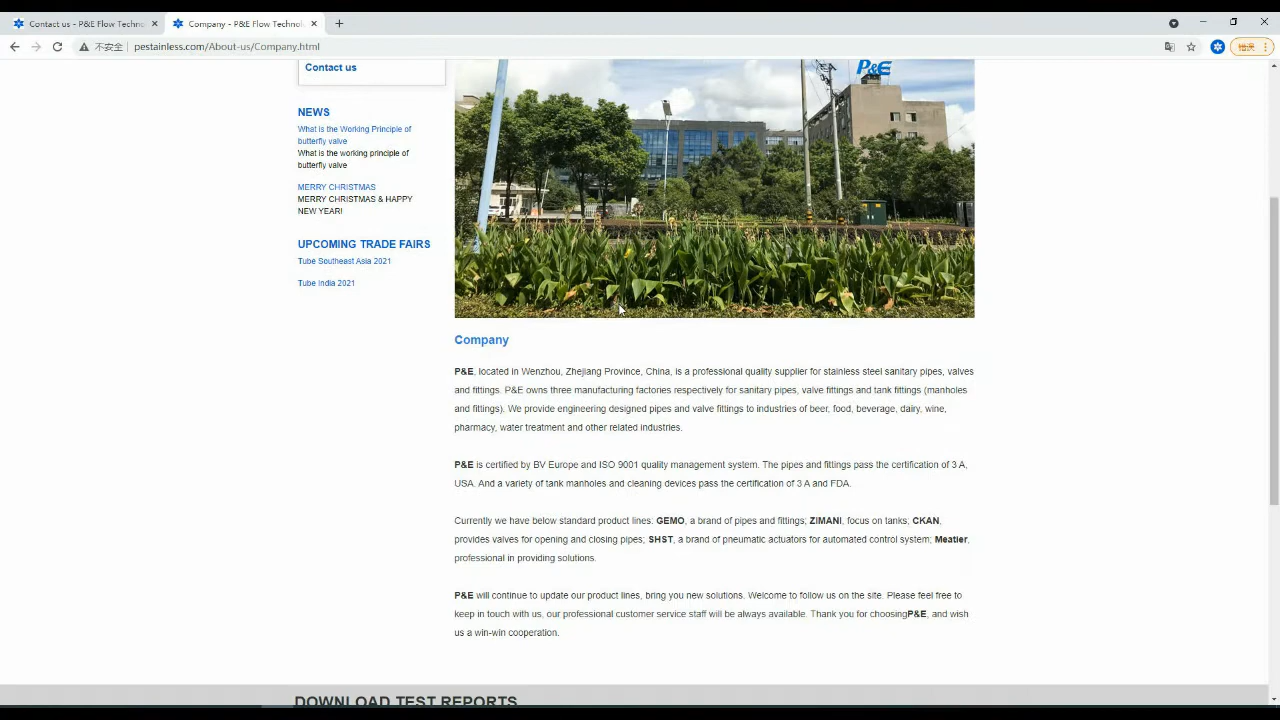 Contact us - P&E Flow Techno
Company - P&E Flow Technol
不安全
pestainless.com/About-us/Company.html
错误
Contact us
P&E
NEWS
What is the Working Principle of
butterfly valve
What is the working principle of
butterfly valve
MERRY CHRISTMAS
MERRY CHRISTMAS & HAPPY
NEW YEAR!
UPCOMING TRADE FAIRS
Tube Southeast Asia 2021
Tube India 2021
Company
P&E, located in Wenzhou, Zhejiang Province, China, is a professional quality supplier for stainless steel sanitary pipes, valves
and fittings. P&E owns three manufacturing factories respectively for sanitary pipes, valve fittings and tank fittings (manholes
and fittings). We provide engineering designed pipes and valve fittings to industries of beer, food, beverage, dairy, wine,
pharmacy, water treatment and other related industries.
P&E is certified by BV Europe and ISO 9001 quality management system. The pipes and fittings pass the certification of 3 A,
USA. And a variety of tank manholes and cleaning devices pass the certification of 3 A and FDA.
Currently we have below standard product lines: GEMO, a brand of pipes and fittings; ZIMANI, focus on tanks; CKAN,
provides valves for opening and closing pipes; SHST, a brand of pneumatic actuators for automated control system; Meatier,
professional in providing solutions.
P&E will continue to update our product lines, bring you new solutions. Welcome to follow us on the site. Please feel free to
keep in touch with us, our professional customer service staff will be always available. Thank you for choosingP&E, and wish
us a win-win cooperation.
DOWNLOAD TEST REPORTS